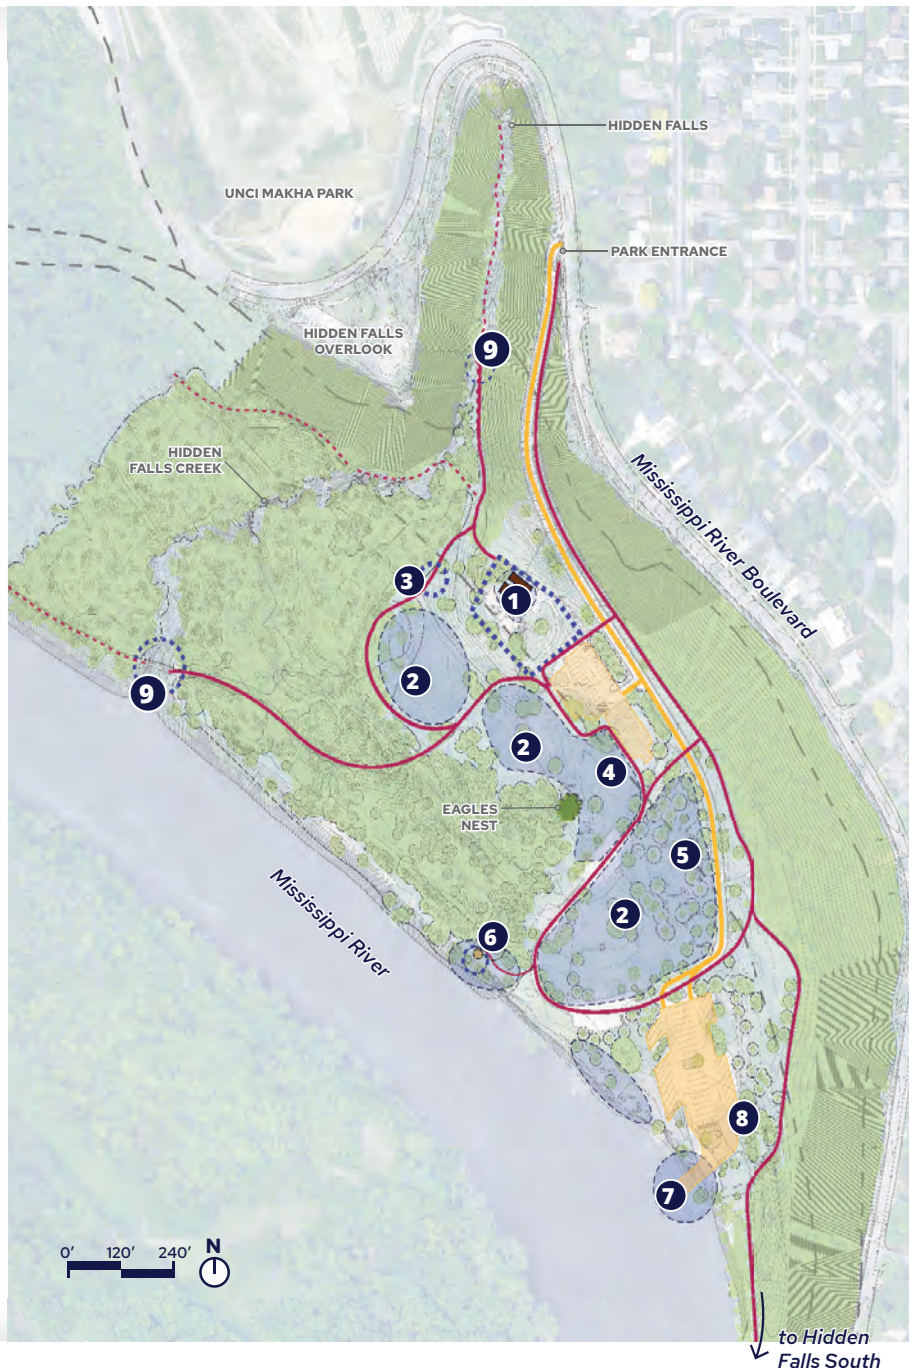 HIDDEN FALLS
UNCI MAKHA PARK
PARK ENTRANCE
HIDDEN FALLS
OVERLOOK
9
HIDDEN
FALLS CREEK
Mississippi River Boulevard
3
1
2
9
2
4
EAGLES
NEST
5
2
Mississippi River
6
8
7
0’ 120’ 240’
N
to Hidden
Falls South